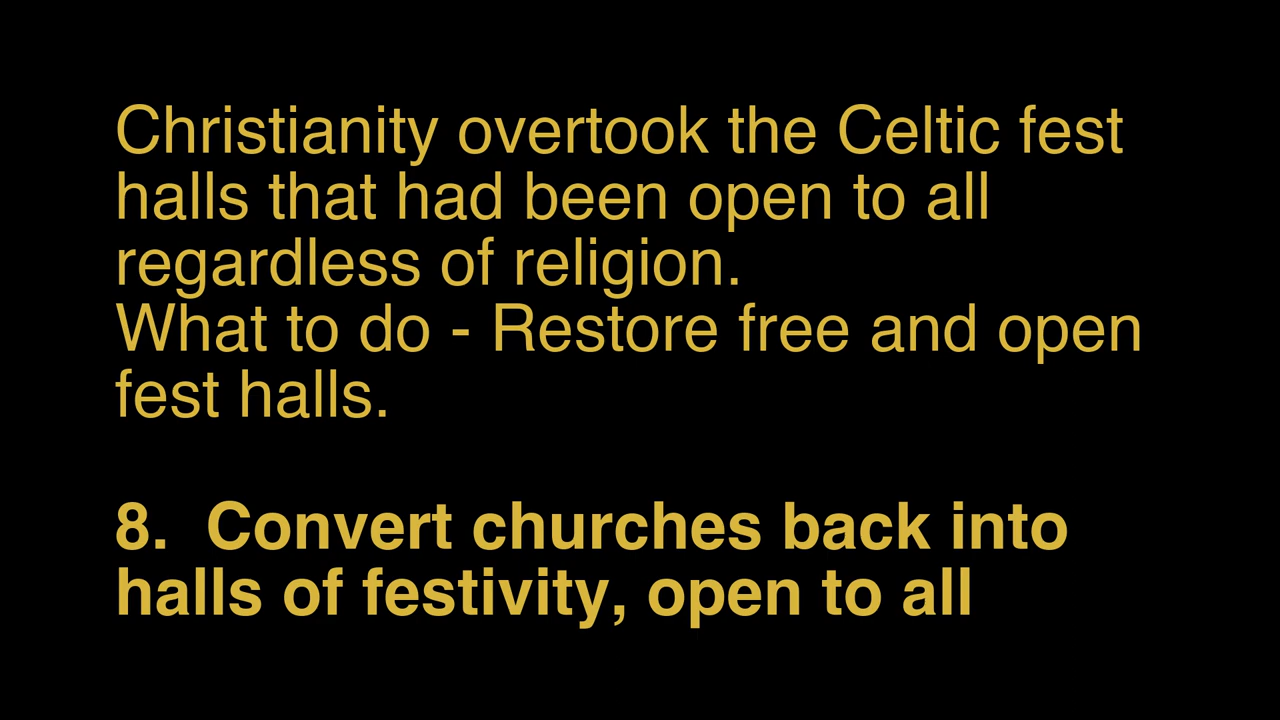 Christianity overtook the Celtic fest
halls that had been open to all
regardless of religion.
What to do - Restore free and open
fest halls.
8.  Convert churches back into
halls of festivity, open to all